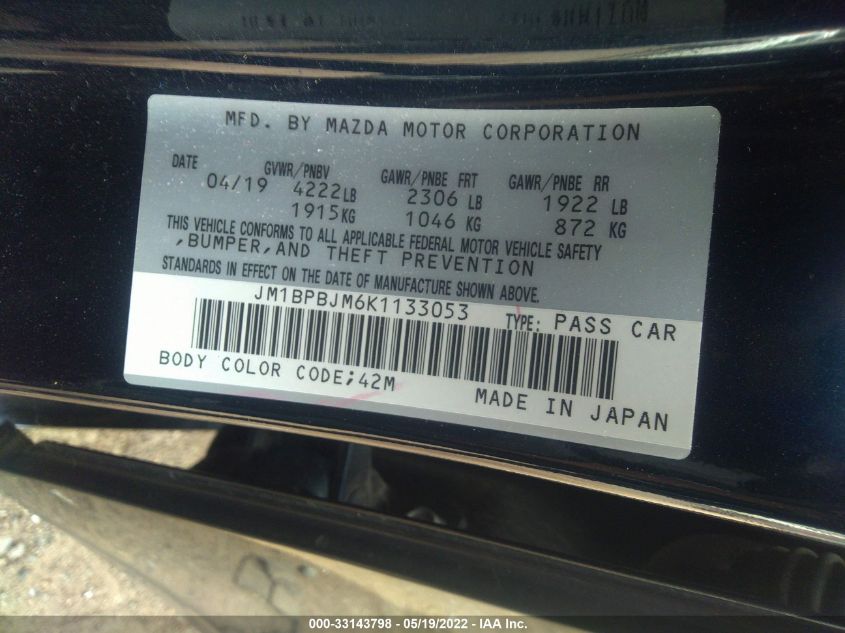 MFD. BY MAZDA MOTOR CORPORATION
DATE GVWR/PNBV GAWR/PNBE FRT GAWR/PNBE RR
04/19 4222LB 2306 LB 1922 LB
1915KG 1046 KG 872 KG
THIS VEHICLE CONFORMS TO ALL APPLICABLE FEDERAL MOTOR VEHICLE SAFETY
,BUMPER,AND THEFT PREVENTION
STANDARDS IN EFFECT ON THE DATE OF MANUFACTURE SHOWN ABOVE.
JM1BPBJM6K1133053 TYPE: PASS CAR
BODY COLOR CODE;42M
MADE IN JAPAN
000-33143798 - 05/19/2022 - IAA Inc.